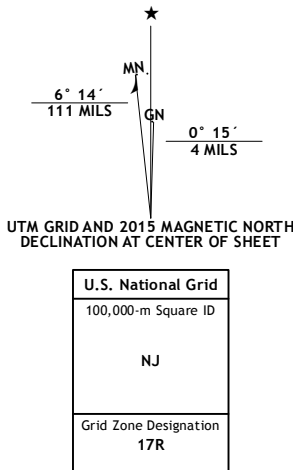 MN.
6° 14´
111 MILS
GN
0° 15´
4 MILS
UTM GRID AND 2015 MAGNETIC NORTH
DECLINATION AT CENTER OF SHEET
U.S. National Grid
100,000-m Square ID
NJ
Grid Zone Designation
17R